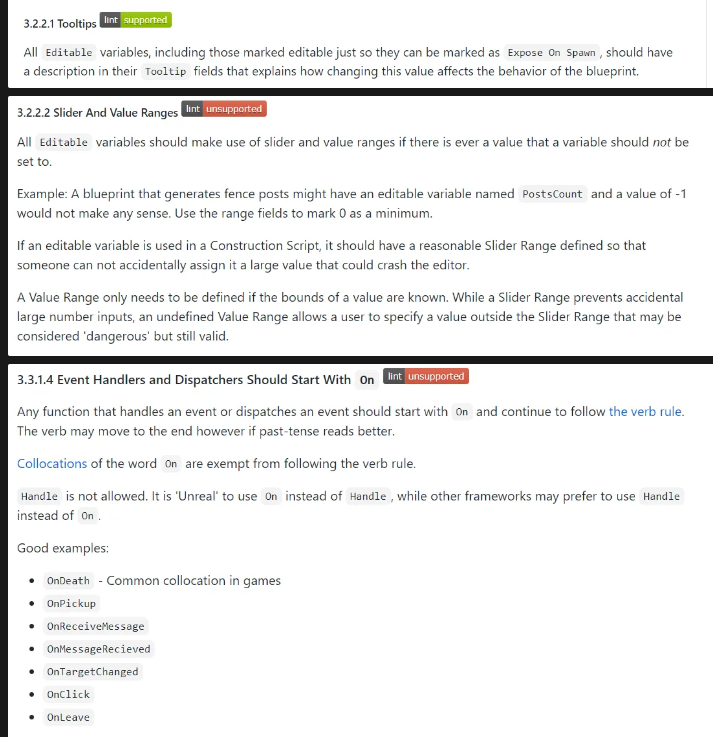 3.2.2.1 Tooltips lint supported
All Editable variables, including those marked editable just so they can be marked as Expose On Spawn , should have
a description in their Tooltip fields that explains how changing this value affects the behavior of the blueprint.
3.2.2.2 Slider And Value Ranges lint unsupported
All Editable variables should make use of slider and value ranges if there is ever a value that a variable should not be
set to.
Example: A blueprint that generates fence posts might have an editable variable named PostsCount and a value of -1
would not make any sense. Use the range fields to mark 0 as a minimum.
If an editable variable is used in a Construction Script, it should have a reasonable Slider Range defined so that
someone can not accidentally assign it a large value that could crash the editor.
A Value Range only needs to be defined if the bounds of a value are known. While a Slider Range prevents accidental
large number inputs, an undefined Value Range allows a user to specify a value outside the Slider Range that may be
considered 'dangerous' but still valid.
3.3.1.4 Event Handlers and Dispatchers Should Start With On lint unsupported
Any function that handles an event or dispatches an event should start with On and continue to follow the verb rule.
The verb may move to the end however if past-tense reads better.
Collocations of the word On are exempt from following the verb rule.
Handle is not allowed. It is 'Unreal' to use On instead of Handle , while other frameworks may prefer to use Handle
instead of On .
Good examples:
• OnDeath - Common collocation in games
• OnPickup
• OnReceiveMessage
• OnMessageRecieved
• OnTargetChanged
• OnClick
• OnLeave